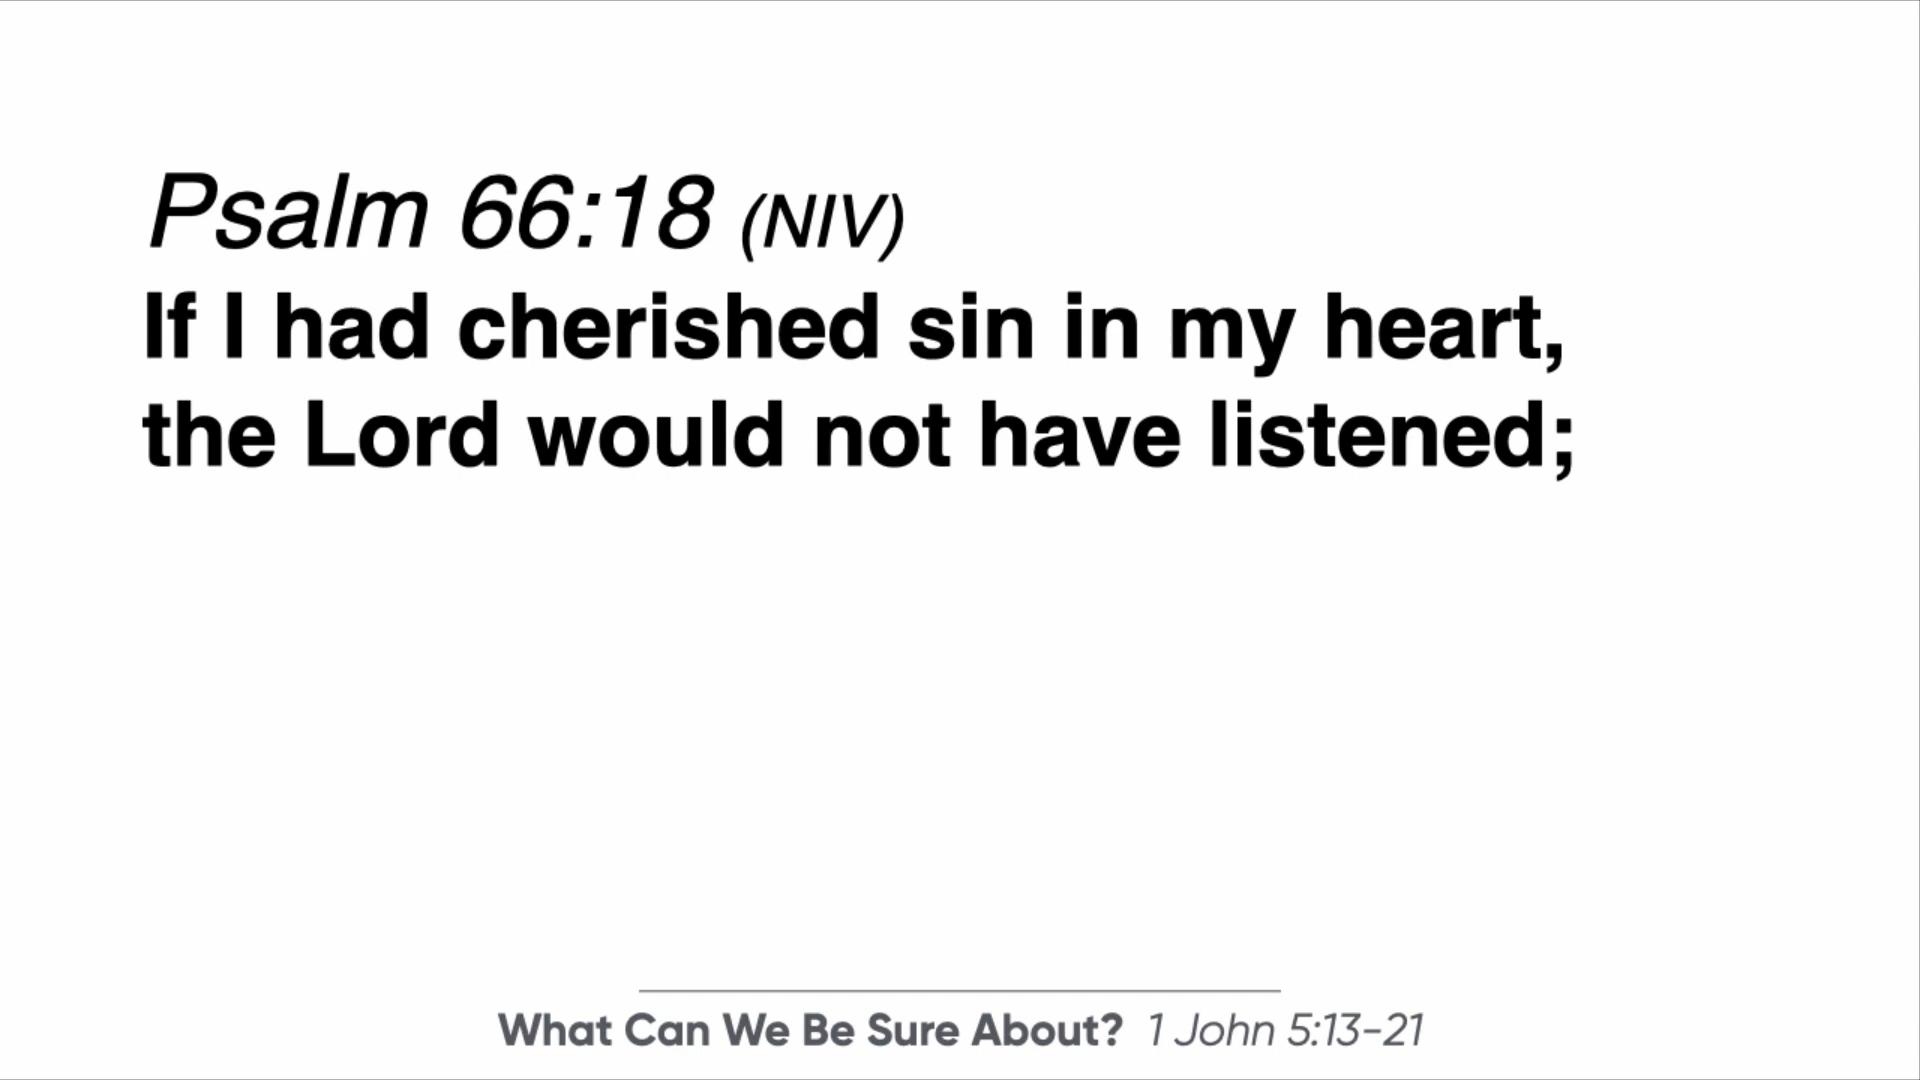 Psalm 66:18 (NIV)
If I had cherished sin in my heart,
the Lord would not have listened;
What Can We Be Sure About? 1 John 5:13–21